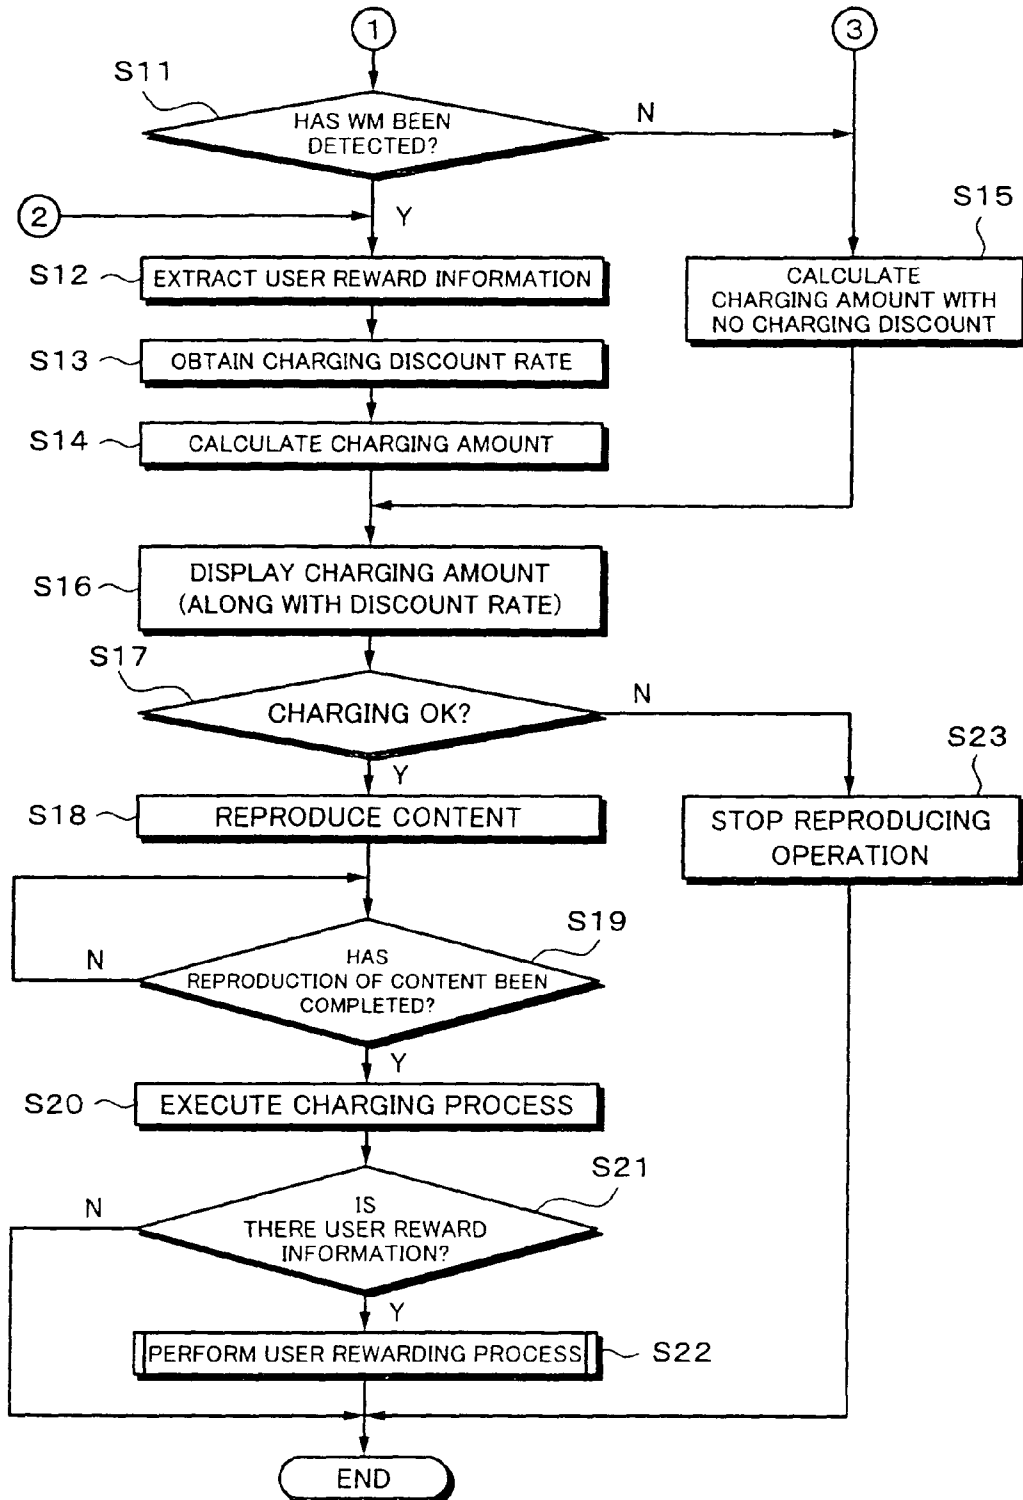 1
3
S11
HAS WM BEEN
DETECTED?
N
2
Y
S15
S12
EXTRACT USER REWARD INFORMATION
CALCULATE
CHARGING AMOUNT WITH
NO CHARGING DISCOUNT
S13
OBTAIN CHARGING DISCOUNT RATE
S14
CALCULATE CHARGING AMOUNT
S16
DISPLAY CHARGING AMOUNT
(ALONG WITH DISCOUNT RATE)
S17
CHARGING OK?
N
Y
S23
S18
REPRODUCE CONTENT
STOP REPRODUCING
OPERATION
S19
HAS
REPRODUCTION OF CONTENT BEEN
COMPLETED?
N
Y
S20
EXECUTE CHARGING PROCESS
S21
IS
THERE USER REWARD
INFORMATION?
N
Y
PERFORM USER REWARDING PROCESS
S22
END